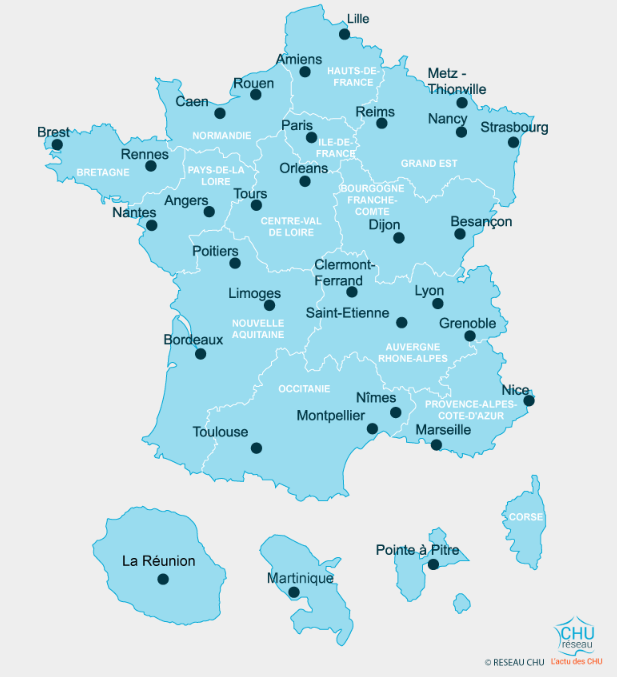 Lille
Amiens
HAUTS-DE-
FRANCE
Metz -
Thionville
Rouen
Caen
Reims
Nancy
Paris
Strasbourg
Brest
NORMANDIE
ILE-DE-
FRANCE
Rennes
GRAND EST
BRETAGNE
PAYS-DE-LA
LOIRE
Orleans
BOURGOGNE
FRANCHE-
COMTE
Angers
Tours
Nantes
CENTRE-VAL
DE LOIRE
Dijon
Besançon
Poitiers
Clermont-
Ferrand
Limoges
Lyon
Saint-Etienne
Grenoble
NOUVELLE
AQUITAINE
Bordeaux
AUVERGNE
RHONE-ALPES
OCCITANIE
Nice
Nîmes
PROVENCE-ALPES-
COTE-D'AZUR
Montpellier
Marseille
Toulouse
CORSE
La Réunion
Pointe à Pitre
Martinique
CHU
réseau
© RESEAU CHU
L'actu des CHU